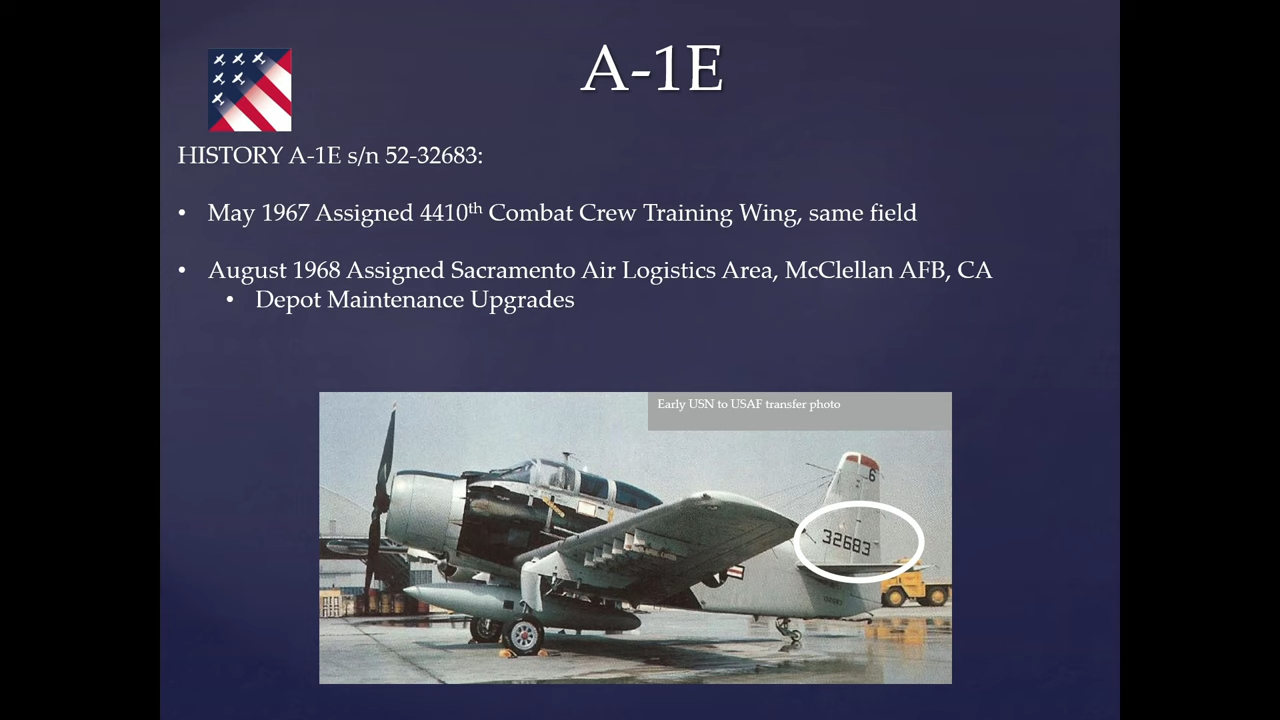 A-1E
HISTORY A-1E s/n 52-32683:
• May 1967 Assigned 4410th Combat Crew Training Wing, same field
• August 1968 Assigned Sacramento Air Logistics Area, McClellan AFB, CA
• Depot Maintenance Upgrades
Early USN to USAF transfer photo
6
32683